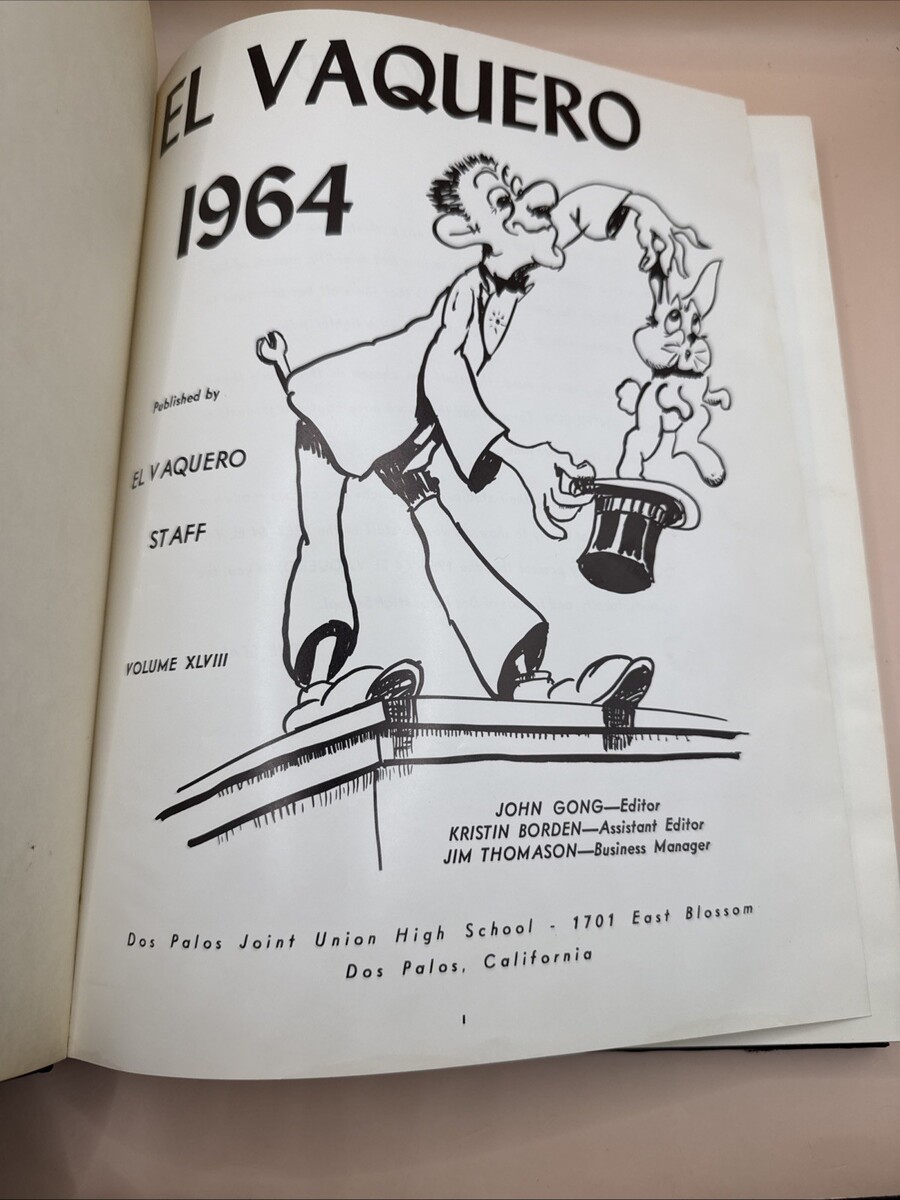 EL VAQUERO
1964
Published by
EL VAQUERO
STAFF
VOLUME XLVIII
JOHN GONG—Editor
KRISTIN BORDEN—Assistant Editor
JIM THOMASON—Business Manager
Dos Palos Joint Union High School - 1701 East Blossom
Dos Palos, California
1